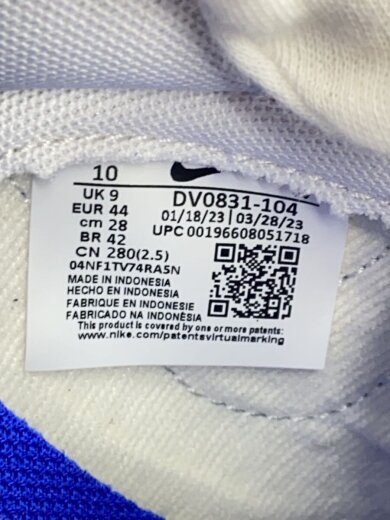 10
UK 9
EUR 44
cm 28
BR 42
CN 280(2.5)
04NF1TV74RA5N
DV0831-104
01/18/23 | 03/28/23
UPC 00196608051718
MADE IN INDONESIA
HECHO EN INDONESIA
FABRIQUE EN INDONESIE
FABRICADO NA INDONÉSIA
This product is covered by one or more patents:
www.nike.com/patentsvirtualmarking